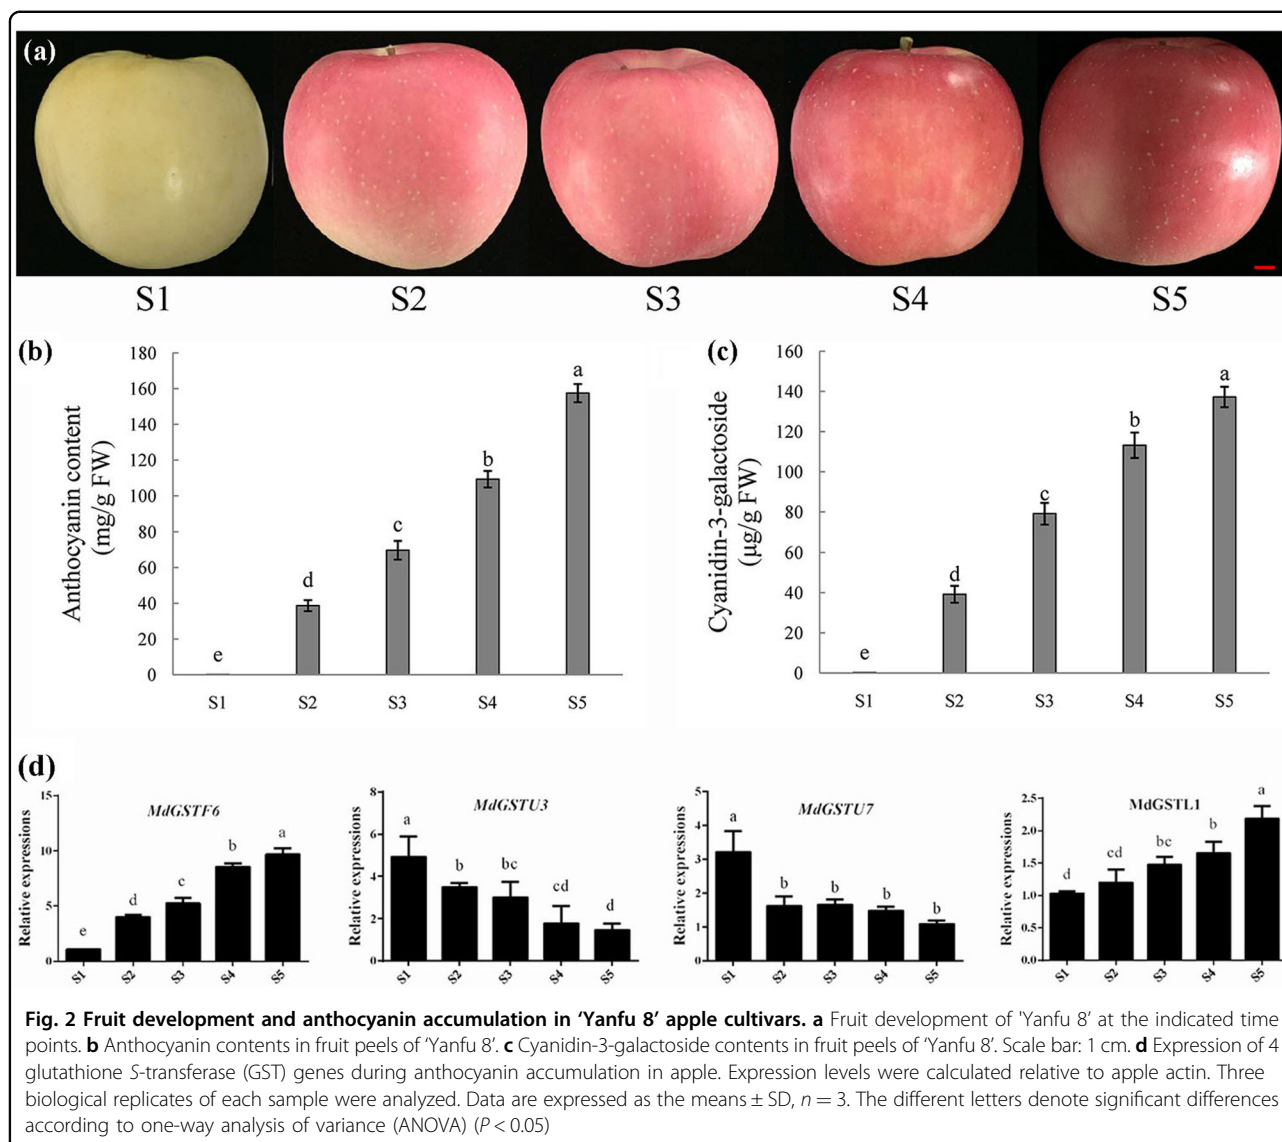 (a)
S1 S2 S3 S4 S5
(b)
Anthocyanin content
(mg/g FW)
180
160
140
120
100
80
60
40
20
0
e d c b a
S1 S2 S3 S4 S5
(c)
Cyanidin-3-galactoside
(µg/g FW)
160
140
120
100
80
60
40
20
0
e d c b a
S1 S2 S3 S4 S5
(d)
MdGSTF6
Relative expressions
15
10
5
0
e d c b a
S1 S2 S3 S4 S5
MdGSTU3
Relative expressions
8
6
4
2
0
a b bc cd d
S1 S2 S3 S4 S5
MdGSTU7
Relative expressions
5
4
3
2
1
0
a b b b b
S1 S2 S3 S4 S5
MdGSTL1
Relative expressions
2.5
2.0
1.5
1.0
0.5
0.0
d cd bc b a
S1 S2 S3 S4 S5
Fig. 2 Fruit development and anthocyanin accumulation in ‘Yanfu 8’ apple cultivars. a Fruit development of 'Yanfu 8’ at the indicated time
points. b Anthocyanin contents in fruit peels of ‘Yanfu 8’. c Cyanidin-3-galactoside contents in fruit peels of ‘Yanfu 8’. Scale bar: 1 cm. d Expression of 4
glutathione S-transferase (GST) genes during anthocyanin accumulation in apple. Expression levels were calculated relative to apple actin. Three
biological replicates of each sample were analyzed. Data are expressed as the means ± SD, n = 3. The different letters denote significant differences
according to one-way analysis of variance (ANOVA) (P < 0.05)